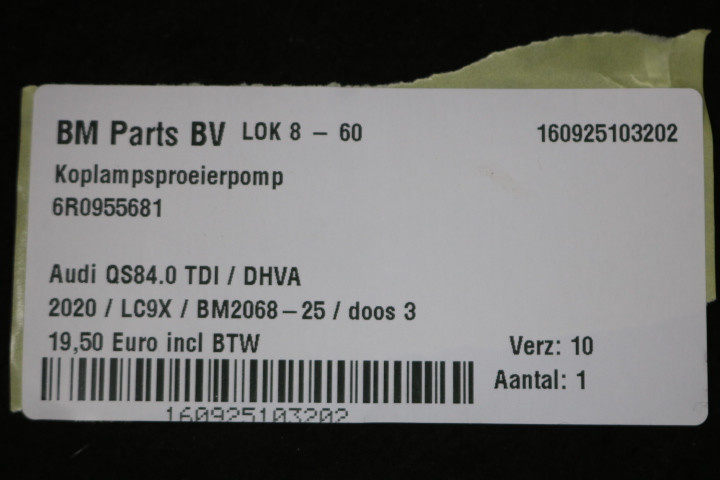 BM Parts BV LOK 8 – 60 160925103202
Koplampsproeierpomp
6R0955681
Audi QS84.0 TDI / DHVA
2020 / LC9X / BM2068–25 / doos 3
19,50 Euro incl BTW Verz: 10
Aantal: 1
160925103202